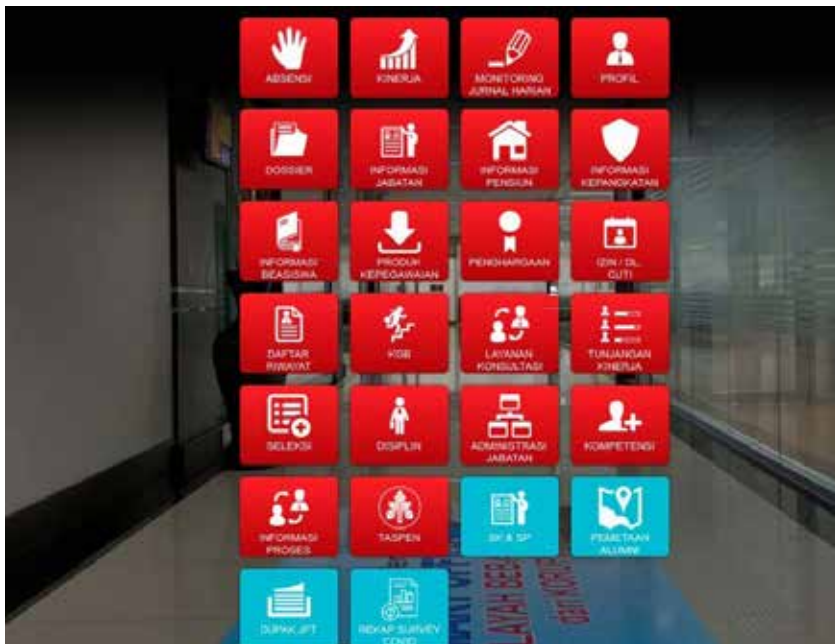 ABSENSI
KINERJA
MONITORING
JURNAL HARIAN
PROFIL
DOSSIER
INFORMASI
JABATAN
INFORMASI
PENSIUN
INFORMASI
KEPANGKATAN
INFORMASI
BEASISWA
PRODUK
KEPEGAWAIAN
PENGHARGAAN
IZIN / DL,
CUTI
DAFTAR
RIWAYAT
KGB
LAYANAN
KONSULTASI
TUNJANGAN
KINERJA
SELEKSI
DISIPLIN
ADMINISTRASI
JABATAN
KOMPETENSI
INFORMASI
PROSES
TASPEN
SK & SP
PEMETAAN
ALUMNI
DUPAK JFT
REKAP SURVEY
COVID